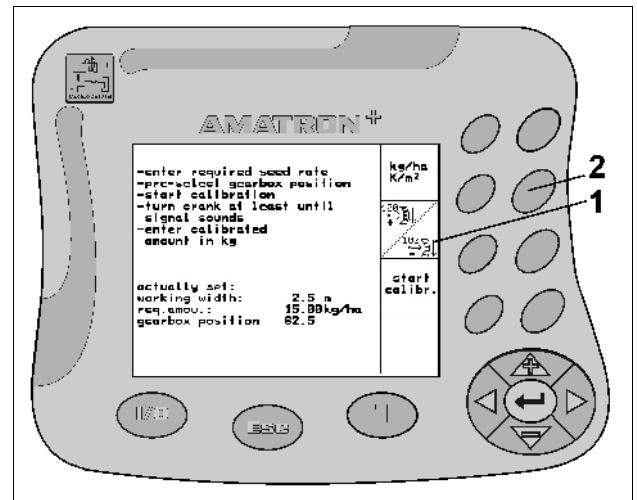 AMATRON+
-enter required seed rate
-pre-select gearbox position
-start calibration
-turn crank at least until
signal sounds
-enter calibrated
amount in kg
actually set:
working width: 2.5 m
req.amou.: 15.00kg/ha
gearbox position 62.5
kg/ha
K/m²
start
calibr.
2
1
I/O
ESC